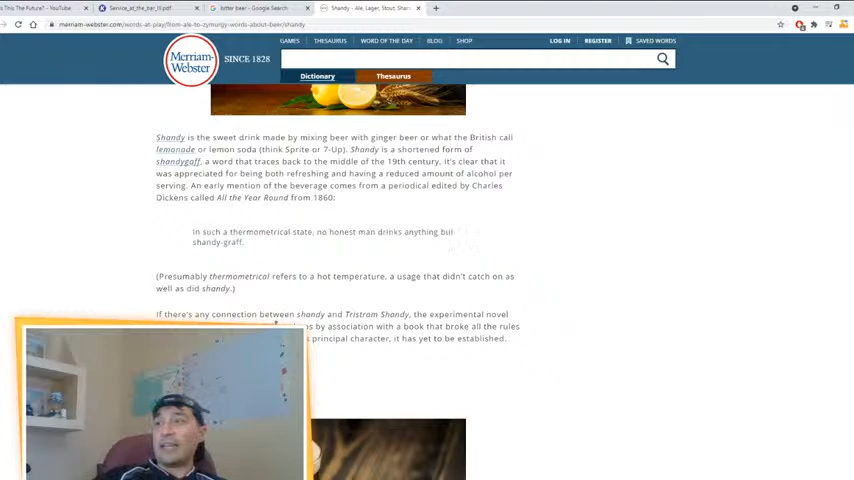 s This The Future? - YouTube
Service_at_the_bar_III.pdf
bitter beer - Google Search
Shandy - Ale, Lager, Stout, Shan
merriam-webster.com/words-at-play/from-ale-to-zymurgy-words-about-beer/shandy
GAMES THESAURUS WORD OF THE DAY BLOG SHOP
LOG IN REGISTER SAVED WORDS
Merriam-
Webster
SINCE 1828
Dictionary Thesaurus
Shandy is the sweet drink made by mixing beer with ginger beer or what the British call
lemonade or lemon soda (think Sprite or 7-Up). Shandy is a shortened form of
shandygaff, a word that traces back to the middle of the 19th century. It's clear that it
was appreciated for being both refreshing and having a reduced amount of alcohol per
serving. An early mention of the beverage comes from a periodical edited by Charles
Dickens called All the Year Round from 1860:
In such a thermometrical state, no honest man drinks anything but
shandy-graff.
(Presumably thermometrical refers to a hot temperature, a usage that didn't catch on as
well as did shandy.)
If there's any connection between shandy and Tristram Shandy, the experimental novel
ns by association with a book that broke all the rules
s principal character, it has yet to be established.